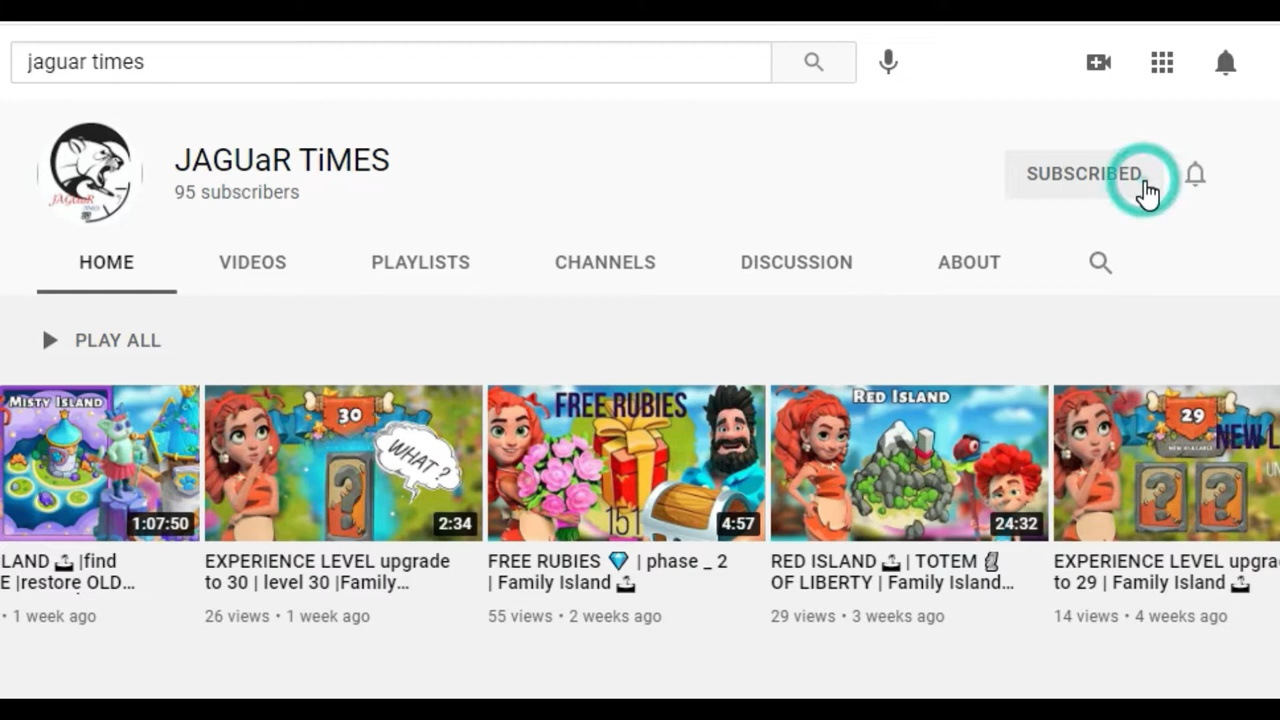 jaguar times
JAGUaR TiMES
95 subscribers
SUBSCRIBED
JAGUaR
HOME
VIDEOS
PLAYLISTS
CHANNELS
DISCUSSION
ABOUT
PLAY ALL
MISTY ISLAND
1:07:50
30
WHAT ?
2:34
FREE RUBIES
151
4:57
RED ISLAND
24:32
29
NEW L
LAND 🏝 |find
E |restore OLD...
• 1 week ago
EXPERIENCE LEVEL upgrade
to 30 | level 30 |Family...
26 views • 1 week ago
FREE RUBIES 💎 | phase _ 2
| Family Island 🏝
55 views • 2 weeks ago
RED ISLAND 🏝 | TOTEM 🗿
OF LIBERTY | Family Island...
29 views • 3 weeks ago
EXPERIENCE LEVEL upgra
to 29 | Family Island 🏝
14 views • 4 weeks ago